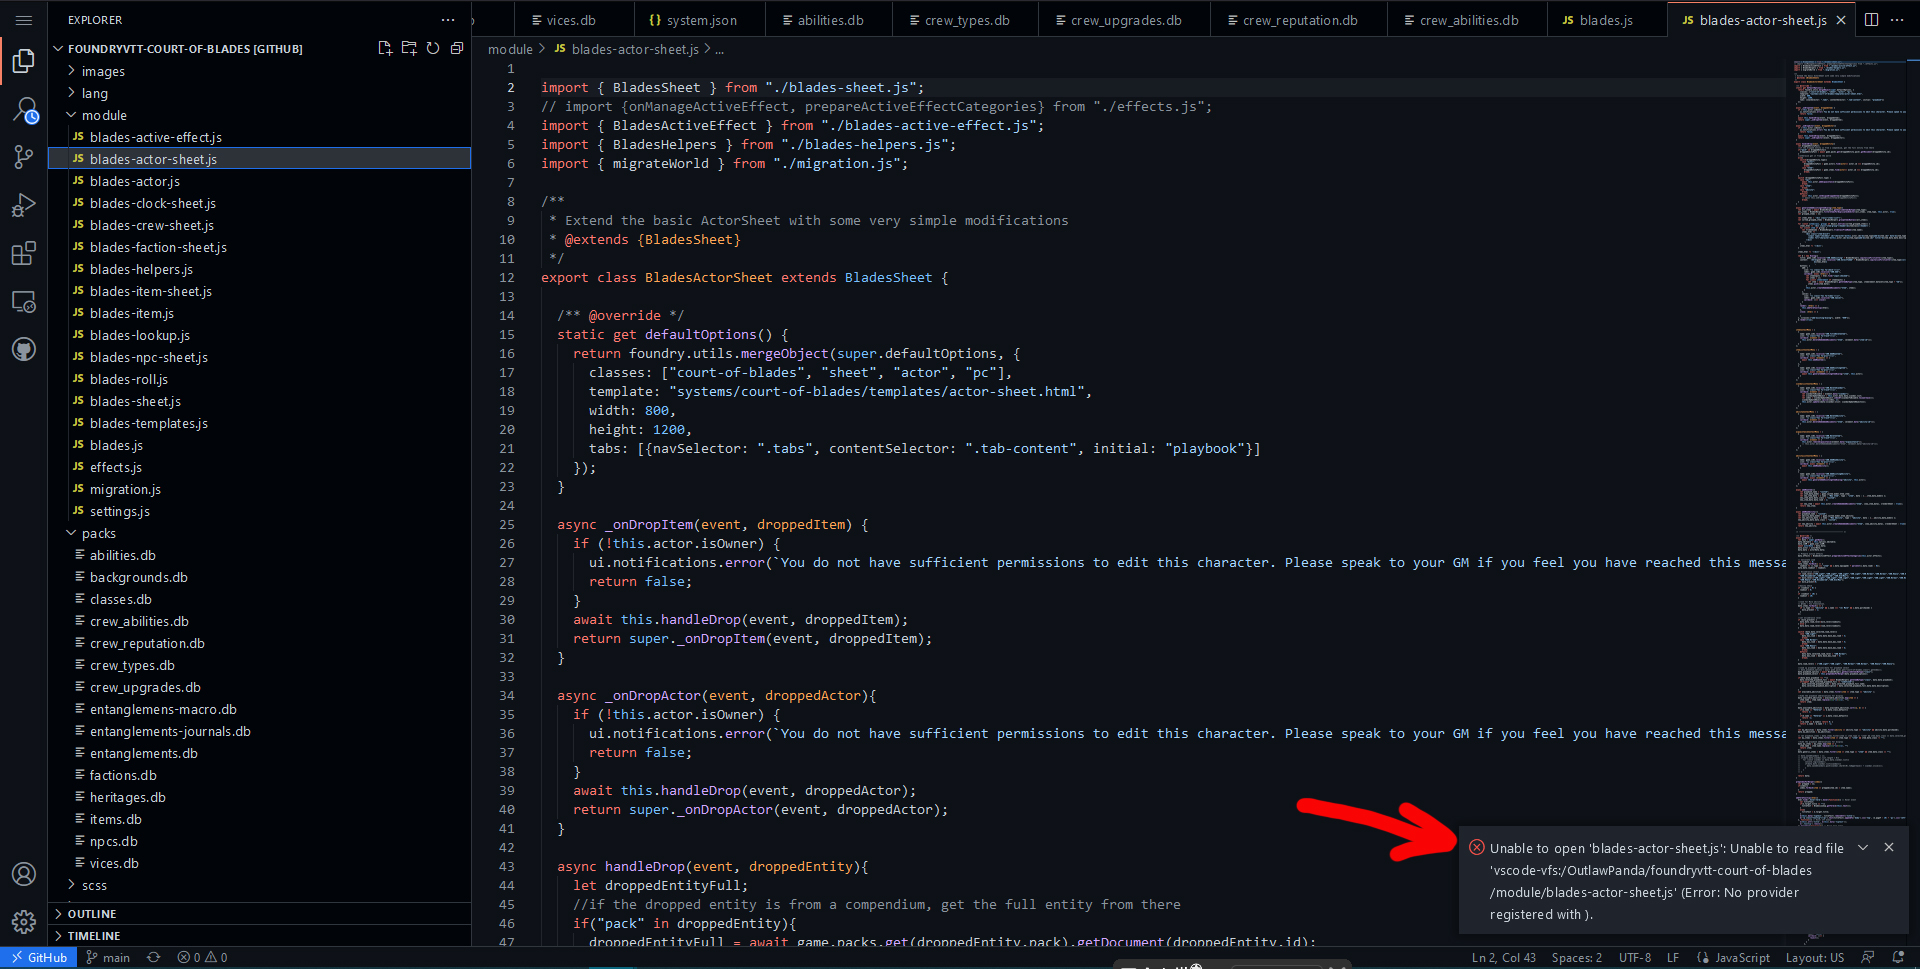 EXPLORER
FOUNDRYVTT-COURT-OF-BLADES [GITHUB]
images
lang
module
JS blades-active-effect.js
JS blades-actor-sheet.js
JS blades-actor.js
JS blades-clock-sheet.js
JS blades-crew-sheet.js
JS blades-faction-sheet.js
JS blades-helpers.js
JS blades-item-sheet.js
JS blades-item.js
JS blades-lookup.js
JS blades-npc-sheet.js
JS blades-roll.js
JS blades-sheet.js
JS blades-templates.js
JS blades.js
JS effects.js
JS migration.js
JS settings.js
packs
abilities.db
backgrounds.db
classes.db
crew_abilities.db
crew_reputation.db
crew_types.db
crew_upgrades.db
entanglemens-macro.db
entanglements-journals.db
entanglements.db
factions.db
heritages.db
items.db
npcs.db
vices.db
scss
OUTLINE
TIMELINE
vices.db {} system.json abilities.db crew_types.db crew_upgrades.db crew_reputation.db crew_abilities.db JS blades.js JS blades-actor-sheet.js
module > JS blades-actor-sheet.js > ...
1
2 import { BladesSheet } from "./blades-sheet.js";
3 // import {onManageActiveEffect, prepareActiveEffectCategories} from "./effects.js";
4 import { BladesActiveEffect } from "./blades-active-effect.js";
5 import { BladesHelpers } from "./blades-helpers.js";
6 import { migrateWorld } from "./migration.js";
7
8 /**
9 * Extend the basic ActorSheet with some very simple modifications
10 * @extends {BladesSheet}
11 */
12 export class BladesActorSheet extends BladesSheet {
13
14 /** @override */
15 static get defaultOptions() {
16 return foundry.utils.mergeObject(super.defaultOptions, {
17 classes: ["court-of-blades", "sheet", "actor", "pc"],
18 template: "systems/court-of-blades/templates/actor-sheet.html",
19 width: 800,
20 height: 1200,
21 tabs: [{navSelector: ".tabs", contentSelector: ".tab-content", initial: "playbook"}]
22 });
23 }
24
25 async _onDropItem(event, droppedItem) {
26 if (!this.actor.isOwner) {
27 ui.notifications.error(`You do not have sufficient permissions to edit this character. Please speak to your GM if you feel you have reached this messa
28 return false;
29 }
30 await this.handleDrop(event, droppedItem);
31 return super._onDropItem(event, droppedItem);
32 }
33
34 async _onDropActor(event, droppedActor){
35 if (!this.actor.isOwner) {
36 ui.notifications.error(`You do not have sufficient permissions to edit this character. Please speak to your GM if you feel you have reached this messa
37 return false;
38 }
39 await this.handleDrop(event, droppedActor);
40 return super._onDropActor(event, droppedActor);
41 }
42
43 async handleDrop(event, droppedEntity){
44 let droppedEntityFull;
45 //if the dropped entity is from a compendium, get the full entity from there
46 if("pack" in droppedEntity){
47 droppedEntityFull = await game.packs.get(droppedEntity.pack).getDocument(droppedEntity.id);
Unable to open 'blades-actor-sheet.js': Unable to read file
'vscode-vfs:/OutlawPanda/foundryvtt-court-of-blades
/module/blades-actor-sheet.js' (Error: No provider
registered with ).
GitHub main 0 0 Ln 2, Col 43 Spaces: 2 UTF-8 LF JavaScript Layout: US